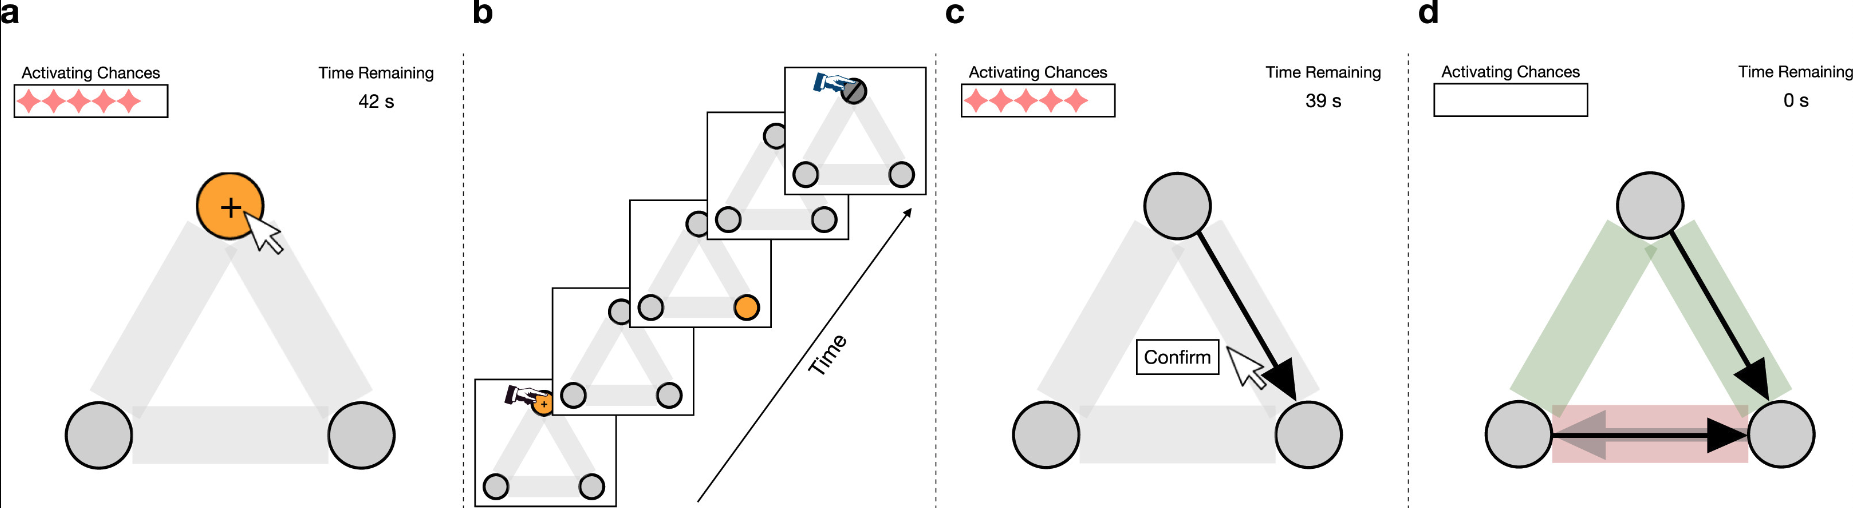 a
Activating Chances
Time Remaining
42 s
+
b
+
Time
c
Activating Chances
Time Remaining
39 s
Confirm
d
Activating Chances
Time Remaining
0 s